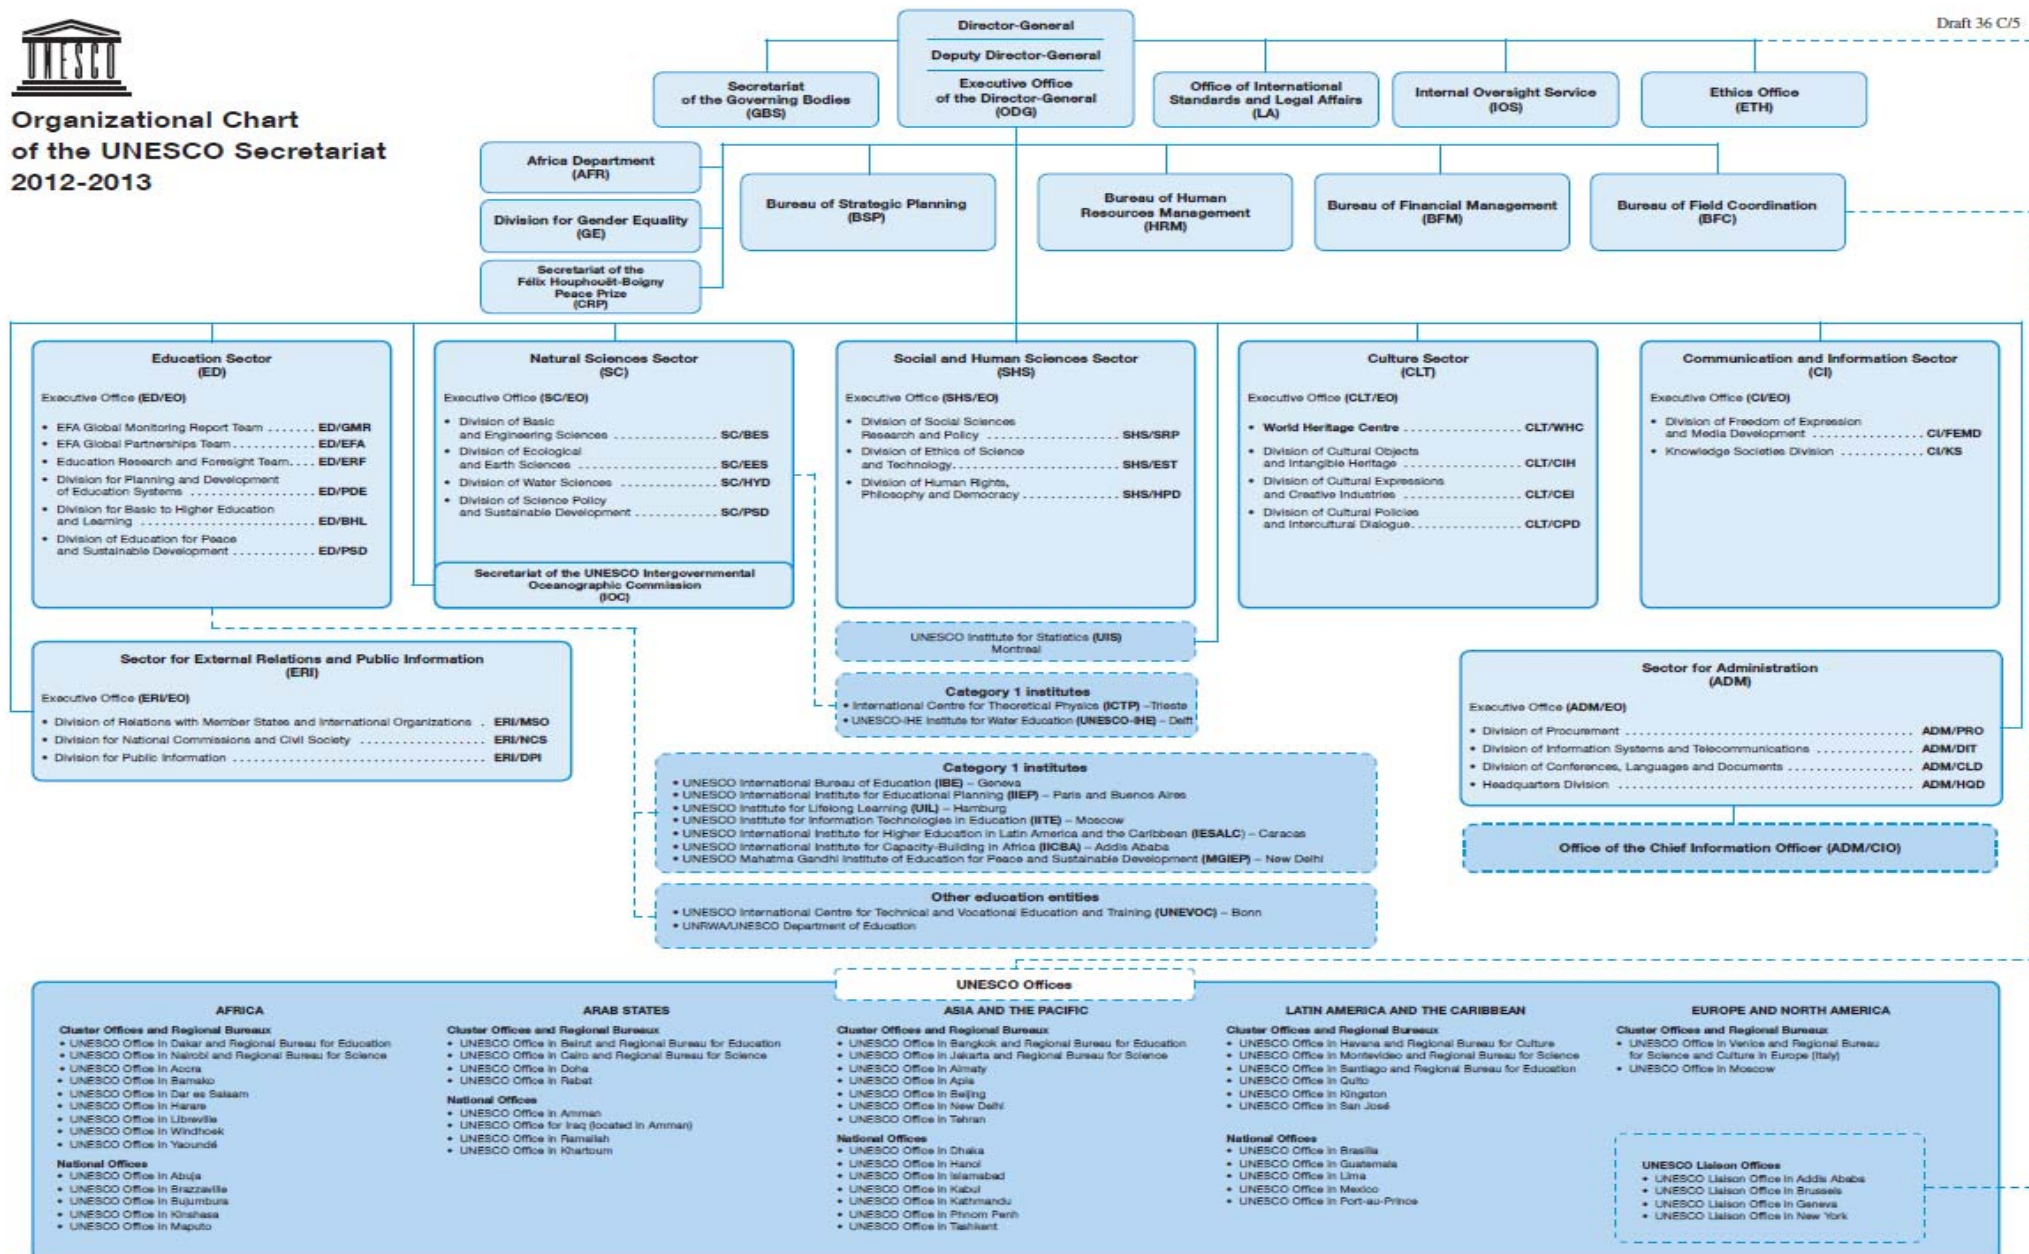 UNESCO
Draft 36 C/5
Organizational Chart
of the UNESCO Secretariat
2012-2013
Director-General
Deputy Director-General
Executive Office
of the Director-General
(ODG)
Secretariat
of the Governing Bodies
(GBS)
Office of International
Standards and Legal Affairs
(LA)
Internal Oversight Service
(IOS)
Ethics Office
(ETH)
Africa Department
(AFR)
Division for Gender Equality
(GE)
Secretariat of the
Félix Houphouët-Boigny
Peace Prize
(CRP)
Bureau of Strategic Planning
(BSP)
Bureau of Human
Resources Management
(HRM)
Bureau of Financial Management
(BFM)
Bureau of Field Coordination
(BFC)
Education Sector
(ED)
Executive Office (ED/EO)
• EFA Global Monitoring Report Team ....... ED/GMR
• EFA Global Partnerships Team ............ ED/EFA
• Education Research and Foresight Team.... ED/ERF
• Division for Planning and Development
of Education Systems .................. ED/PDE
• Division for Basic to Higher Education
and Learning ......................... ED/BHL
• Division of Education for Peace
and Sustainable Development ............ ED/PSD
Natural Sciences Sector
(SC)
Executive Office (SC/EO)
• Division of Basic
and Engineering Sciences ............... SC/BES
• Division of Ecological
and Earth Sciences .................... SC/EES
• Division of Water Sciences .............. SC/HYD
• Division of Science Policy
and Sustainable Development ............ SC/PSD
Secretariat of the UNESCO Intergovernmental
Oceanographic Commission
(IOC)
Social and Human Sciences Sector
(SHS)
Executive Office (SHS/EO)
• Division of Social Sciences
Research and Policy ................... SHS/SRP
• Division of Ethics of Science
and Technology........................ SHS/EST
• Division of Human Rights,
Philosophy and Democracy .............. SHS/HPD
Culture Sector
(CLT)
Executive Office (CLT/EO)
• World Heritage Centre .................. CLT/WHC
• Division of Cultural Objects
and Intangible Heritage ................ CLT/CIH
• Division of Cultural Expressions
and Creative Industries ................ CLT/CEI
• Division of Cultural Policies
and Intercultural Dialogue.............. CLT/CPD
Communication and Information Sector
(CI)
Executive Office (CI/EO)
• Division of Freedom of Expression
and Media Development ................. CI/FEMD
• Knowledge Societies Division ............. CI/KS
Sector for External Relations and Public Information
(ERI)
Executive Office (ERI/EO)
• Division of Relations with Member States and International Organizations . ERI/MSO
• Division for National Commissions and Civil Society .................. ERI/NCS
• Division for Public Information .................................... ERI/DPI
UNESCO Institute for Statistics (UIS)
Montreal
Category 1 institutes
• International Centre for Theoretical Physics (ICTP) –Trieste
• UNESCO-IHE Institute for Water Education (UNESCO-IHE) – Delft
Sector for Administration
(ADM)
Executive Office (ADM/EO)
• Division of Procurement ......................................... ADM/PRO
• Division of Information Systems and Telecommunications .............. ADM/DIT
• Division of Conferences, Languages and Documents .................. ADM/CLD
• Headquarters Division .......................................... ADM/HQD
Office of the Chief Information Officer (ADM/CIO)
Category 1 institutes
• UNESCO International Bureau of Education (IBE) – Geneva
• UNESCO International Institute for Educational Planning (IIEP) – Paris and Buenos Aires
• UNESCO Institute for Lifelong Learning (UIL) – Hamburg
• UNESCO Institute for Information Technologies in Education (IITE) – Moscow
• UNESCO International Institute for Higher Education in Latin America and the Caribbean (IESALC) – Caracas
• UNESCO International Institute for Capacity-Building in Africa (IICBA) – Addis Ababa
• UNESCO Mahatma Gandhi Institute of Education for Peace and Sustainable Development (MGIEP) – New Delhi
Other education entities
• UNESCO International Centre for Technical and Vocational Education and Training (UNEVOC) – Bonn
• UNRWA/UNESCO Department of Education
UNESCO Offices
AFRICA
Cluster Offices and Regional Bureaux
• UNESCO Office in Dakar and Regional Bureau for Education
• UNESCO Office in Nairobi and Regional Bureau for Science
• UNESCO Office in Accra
• UNESCO Office in Bamako
• UNESCO Office in Dar es Salaam
• UNESCO Office in Harare
• UNESCO Office in Libreville
• UNESCO Office in Windhoek
• UNESCO Office in Yaoundé
National Offices
• UNESCO Office in Abuja
• UNESCO Office in Brazzaville
• UNESCO Office in Bujumbura
• UNESCO Office in Kinshasa
• UNESCO Office in Maputo
ARAB STATES
Cluster Offices and Regional Bureaux
• UNESCO Office in Beirut and Regional Bureau for Education
• UNESCO Office in Cairo and Regional Bureau for Science
• UNESCO Office in Doha
• UNESCO Office in Rabat
National Offices
• UNESCO Office in Amman
• UNESCO Office for Iraq (located in Amman)
• UNESCO Office in Ramallah
• UNESCO Office in Khartoum
ASIA AND THE PACIFIC
Cluster Offices and Regional Bureaux
• UNESCO Office in Bangkok and Regional Bureau for Education
• UNESCO Office in Jakarta and Regional Bureau for Science
• UNESCO Office in Almaty
• UNESCO Office in Apia
• UNESCO Office in Beijing
• UNESCO Office in New Delhi
• UNESCO Office in Tehran
National Offices
• UNESCO Office in Dhaka
• UNESCO Office in Hanoi
• UNESCO Office in Islamabad
• UNESCO Office in Kabul
• UNESCO Office in Kathmandu
• UNESCO Office in Phnom Penh
• UNESCO Office in Tashkent
LATIN AMERICA AND THE CARIBBEAN
Cluster Offices and Regional Bureaux
• UNESCO Office in Havana and Regional Bureau for Culture
• UNESCO Office in Montevideo and Regional Bureau for Science
• UNESCO Office in Santiago and Regional Bureau for Education
• UNESCO Office in Quito
• UNESCO Office in Kingston
• UNESCO Office in San José
National Offices
• UNESCO Office in Brasilia
• UNESCO Office in Guatemala
• UNESCO Office in Lima
• UNESCO Office in Mexico
• UNESCO Office in Port-au-Prince
EUROPE AND NORTH AMERICA
Cluster Offices and Regional Bureaux
• UNESCO Office in Venice and Regional Bureau
for Science and Culture in Europe (Italy)
• UNESCO Office in Moscow
UNESCO Liaison Offices
• UNESCO Liaison Office in Addis Ababa
• UNESCO Liaison Office in Brussels
• UNESCO Liaison Office in Geneva
• UNESCO Liaison Office in New York